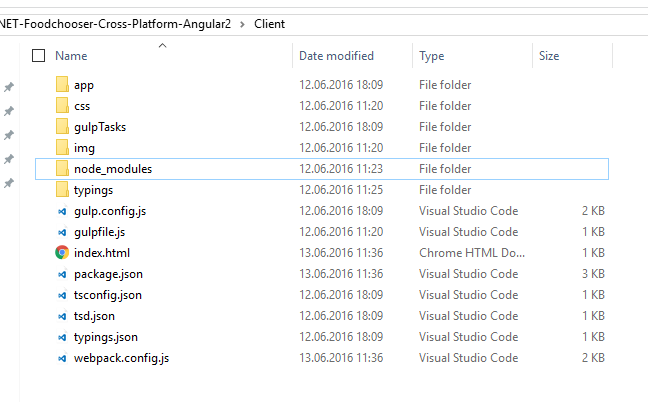 NET-Foodchooser-Cross-Platform-Angular2 > Client
Name Date modified Type Size
app 12.06.2016 18:09 File folder
css 12.06.2016 11:20 File folder
gulpTasks 12.06.2016 18:09 File folder
img 12.06.2016 11:20 File folder
node_modules 12.06.2016 11:23 File folder
typings 12.06.2016 11:25 File folder
gulp.config.js 12.06.2016 18:09 Visual Studio Code 2 KB
gulpfile.js 12.06.2016 11:20 Visual Studio Code 1 KB
index.html 13.06.2016 11:36 Chrome HTML Do... 1 KB
package.json 13.06.2016 11:36 Visual Studio Code 3 KB
tsconfig.json 12.06.2016 18:09 Visual Studio Code 1 KB
tsd.json 12.06.2016 18:09 Visual Studio Code 1 KB
typings.json 12.06.2016 18:09 Visual Studio Code 1 KB
webpack.config.js 13.06.2016 11:36 Visual Studio Code 2 KB